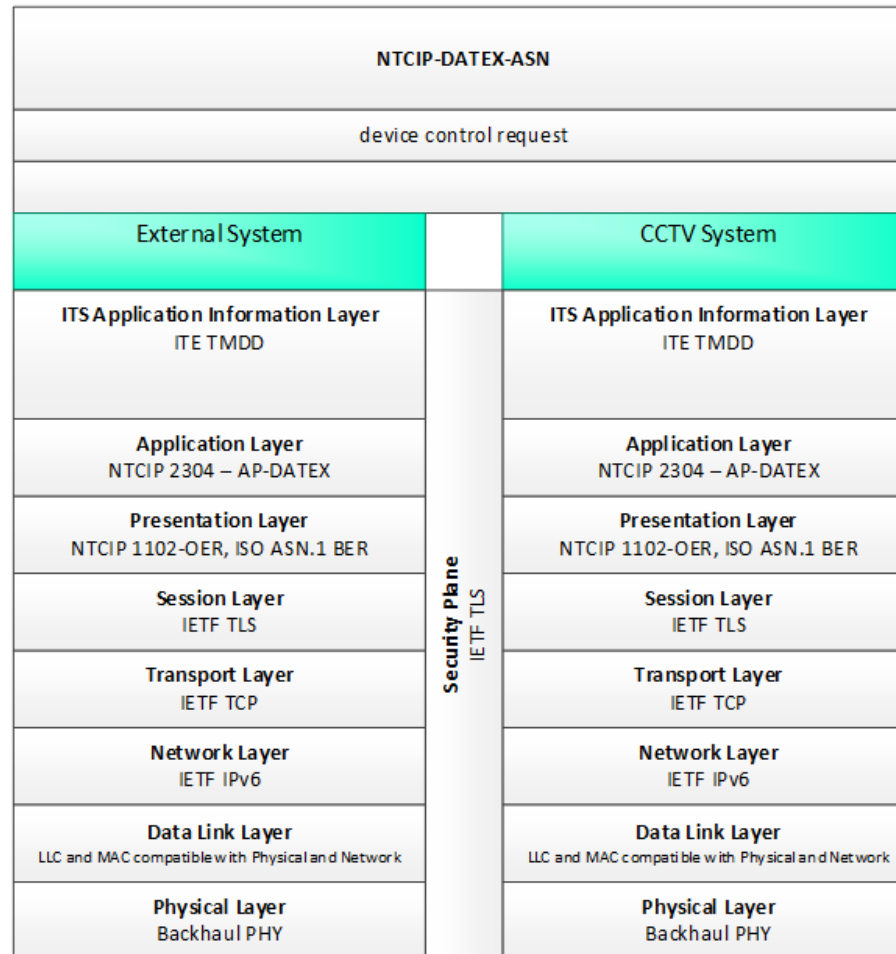 NTCIP-DATEX-ASN
device control request
External System
CCTV System
ITS Application Information Layer
ITE TMDD
ITS Application Information Layer
ITE TMDD
Application Layer
NTCIP 2304 – AP-DATEX
Application Layer
NTCIP 2304 – AP-DATEX
Presentation Layer
NTCIP 1102-OER, ISO ASN.1 BER
Presentation Layer
NTCIP 1102-OER, ISO ASN.1 BER
Session Layer
IETF TLS
Session Layer
IETF TLS
Security Plane
IETF TLS
Transport Layer
IETF TCP
Transport Layer
IETF TCP
Network Layer
IETF IPv6
Network Layer
IETF IPv6
Data Link Layer
LLC and MAC compatible with Physical and Network
Data Link Layer
LLC and MAC compatible with Physical and Network
Physical Layer
Backhaul PHY
Physical Layer
Backhaul PHY